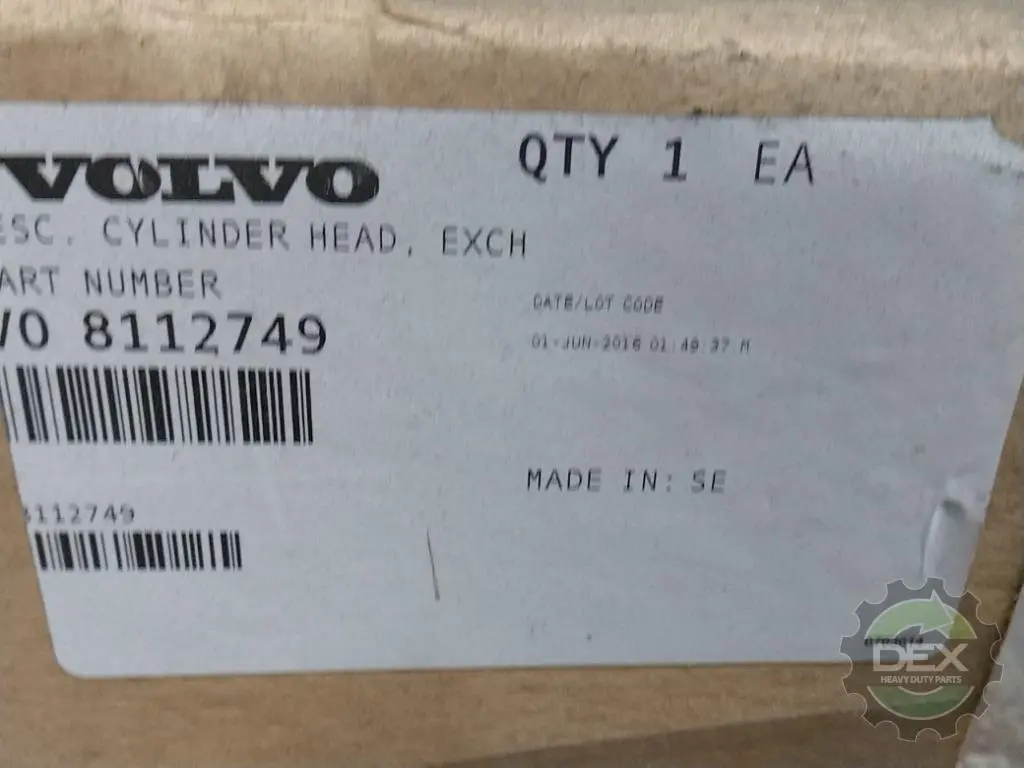 VOLVO
QTY 1 EA
ESC. CYLINDER HEAD, EXCH
ART NUMBER
VO 8112749
DATE/LOT CODE
01-JUN-2016 01:49:37 M
MADE IN: SE
8112749
DEX
HEAVY DUTY PARTS